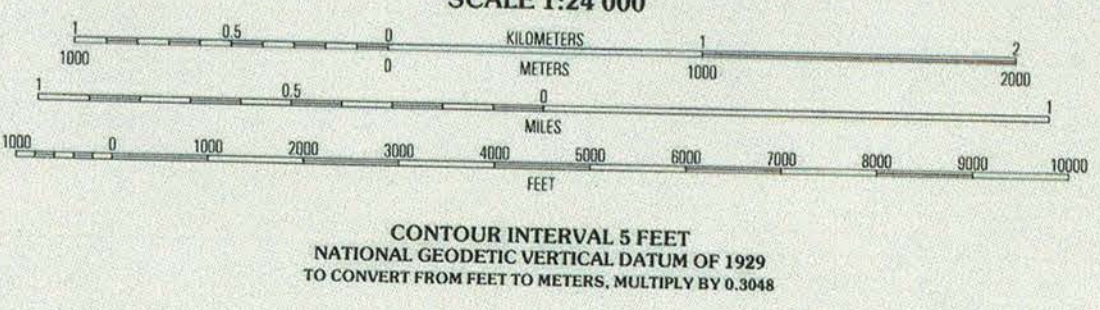 SCALE 1:24 000
1 0.5 0 KILOMETERS 1 2
1000 0 METERS 1000 2000
1 0.5 0 1
MILES
1000 0 1000 2000 3000 4000 5000 6000 7000 8000 9000 10000
FEET
CONTOUR INTERVAL 5 FEET
NATIONAL GEODETIC VERTICAL DATUM OF 1929
TO CONVERT FROM FEET TO METERS, MULTIPLY BY 0.3048